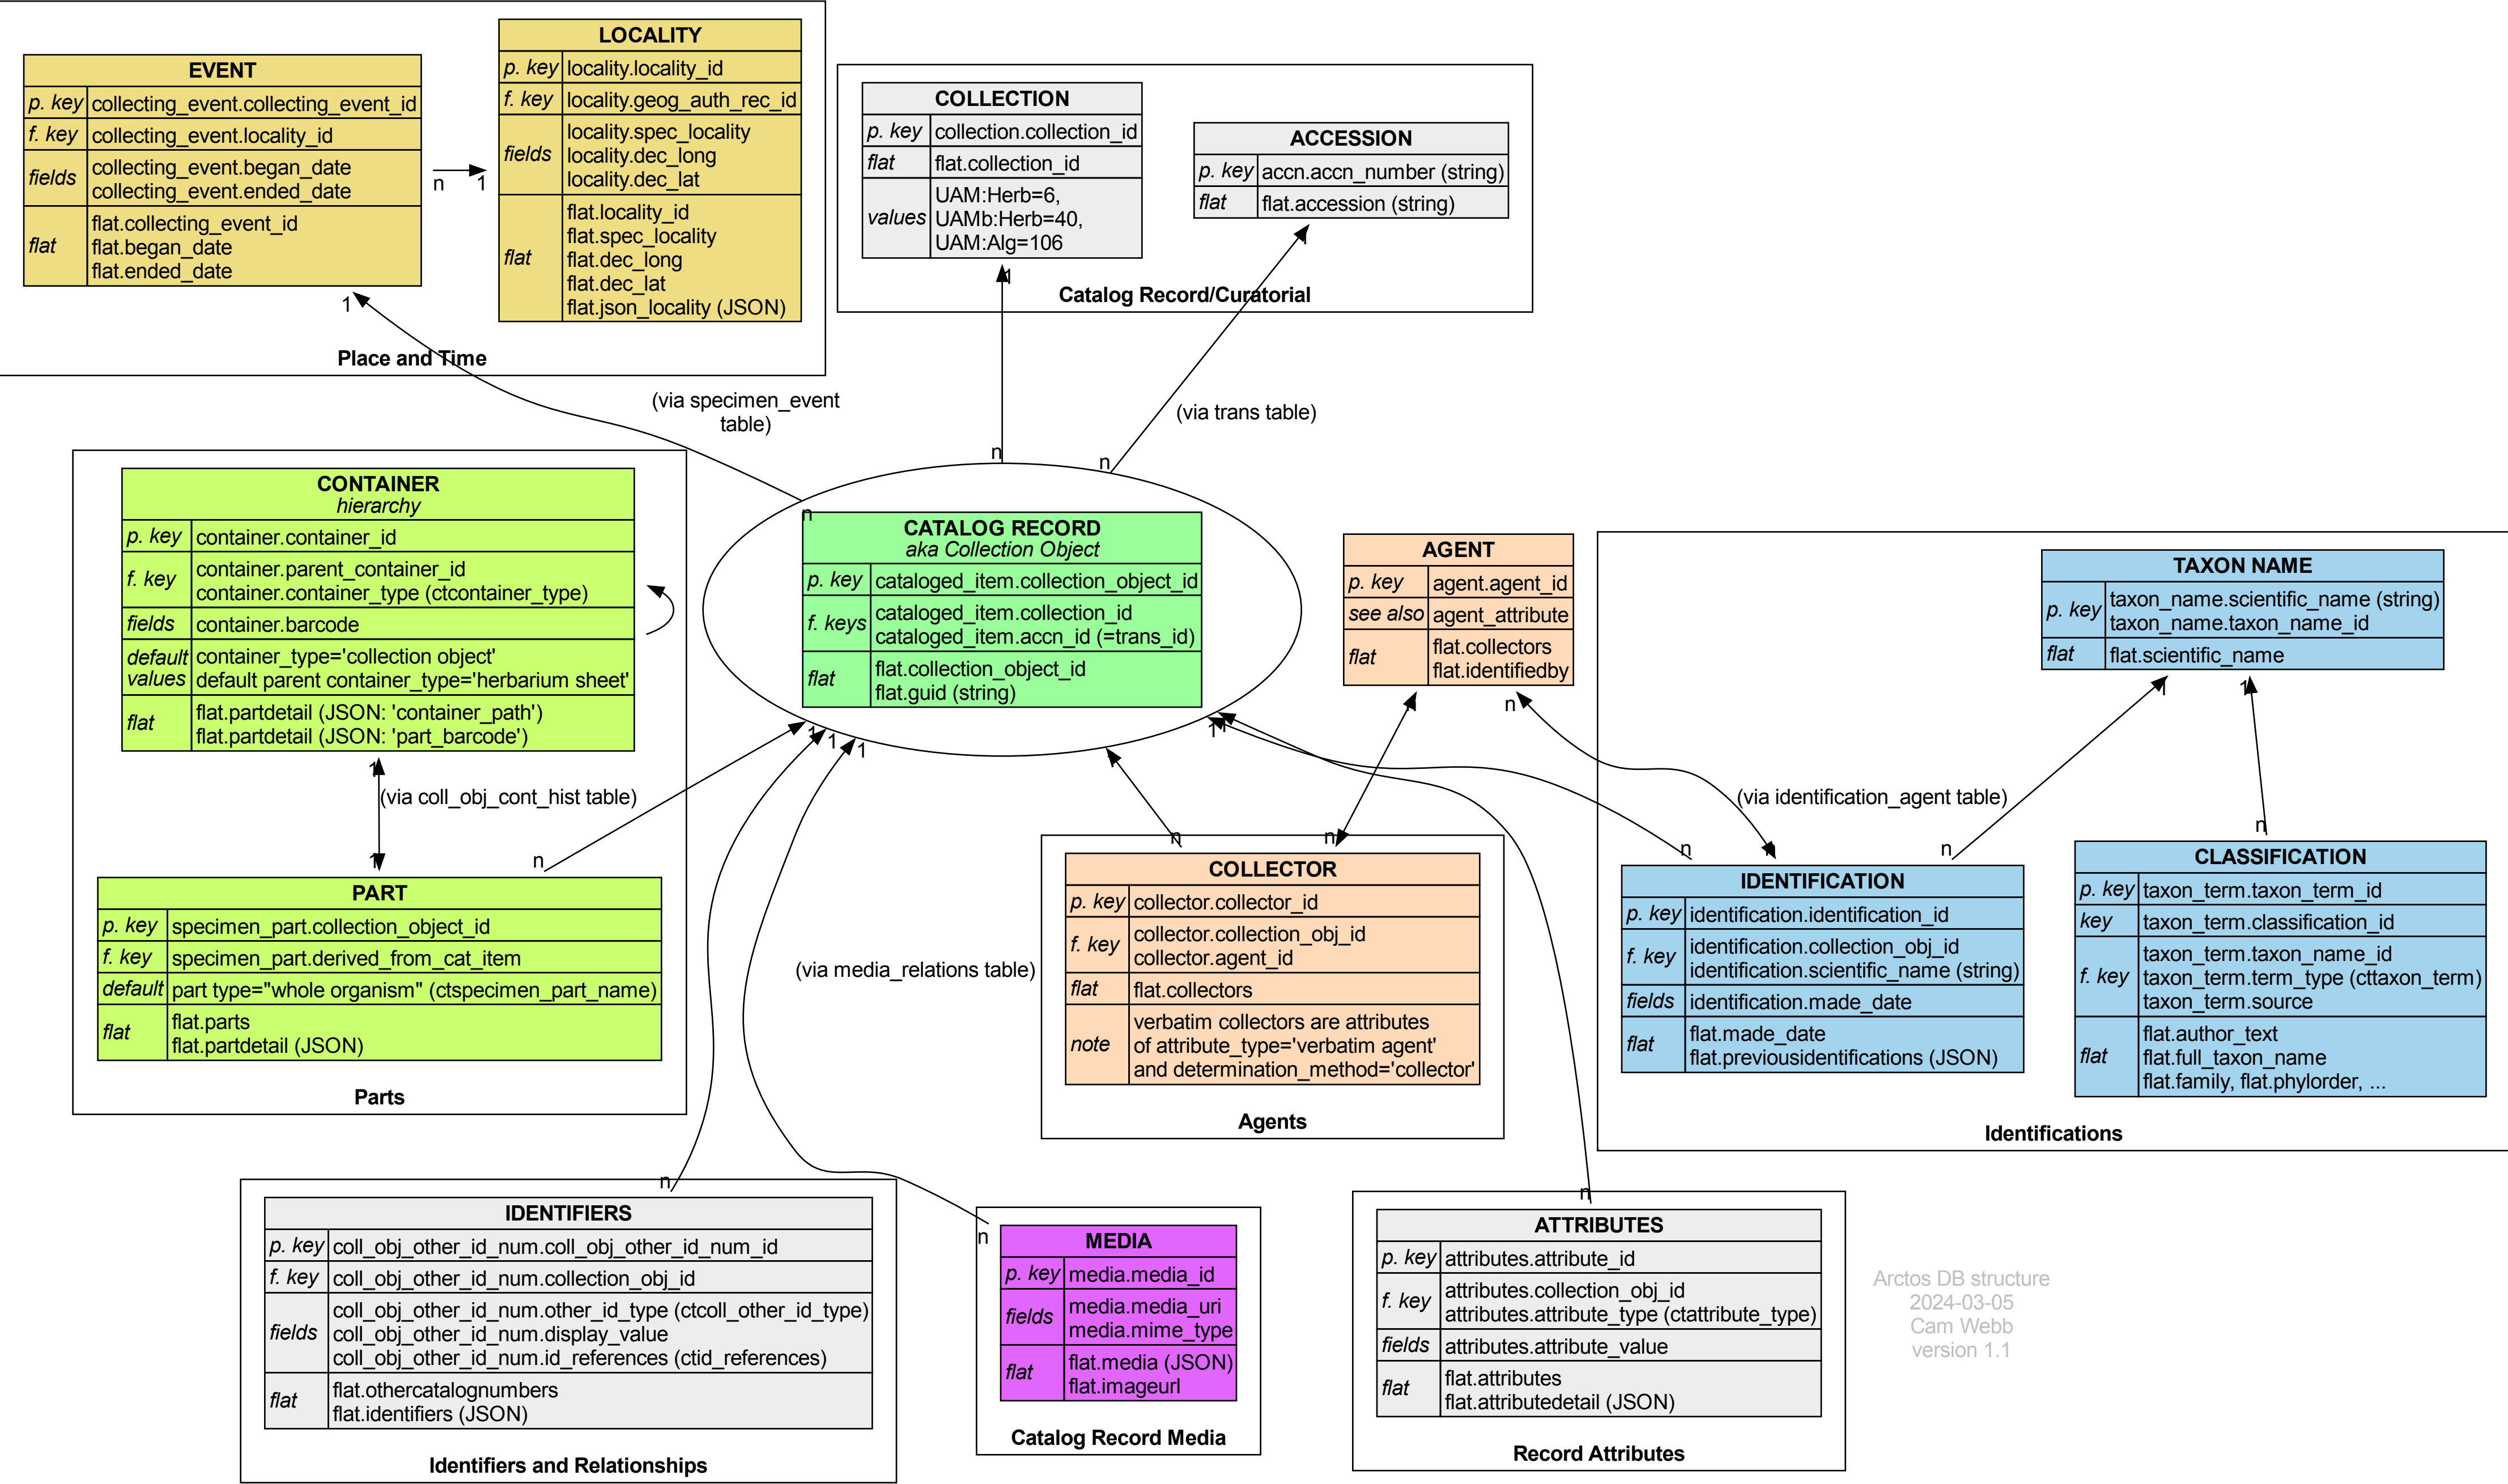 EVENT
p. key collecting_event.collecting_event_id
f. key collecting_event.locality_id
fields collecting_event.began_date
collecting_event.ended_date
flat flat.collecting_event_id
flat.began_date
flat.ended_date
n 1
1
LOCALITY
p. key locality.locality_id
f. key locality.geog_auth_rec_id
fields locality.spec_locality
locality.dec_long
locality.dec_lat
flat flat.locality_id
flat.spec_locality
flat.dec_long
flat.dec_lat
flat.json_locality (JSON)
Place and Time
COLLECTION
p. key collection.collection_id
flat flat.collection_id
values UAM:Herb=6,
UAMb:Herb=40,
UAM:Alg=106
1
ACCESSION
p. key accn.accn_number (string)
flat flat.accession (string)
1
Catalog Record/Curatorial
(via specimen_event
table)
(via trans table)
n
n
n
CONTAINER
hierarchy
p. key container.container_id
f. key container.parent_container_id
container.container_type (ctcontainer_type)
fields container.barcode
default values container_type='collection object'
default parent container_type='herbarium sheet'
flat flat.partdetail (JSON: 'container_path')
flat.partdetail (JSON: 'part_barcode')
1
(via coll_obj_cont_hist table)
1
n
PART
p. key specimen_part.collection_object_id
f. key specimen_part.derived_from_cat_item
default part type="whole organism" (ctspecimen_part_name)
flat flat.parts
flat.partdetail (JSON)
Parts
CATALOG RECORD
aka Collection Object
p. key cataloged_item.collection_object_id
f. keys cataloged_item.collection_id
cataloged_item.accn_id (=trans_id)
flat flat.collection_object_id
flat.guid (string)
1
1
1
1
1
1
AGENT
p. key agent.agent_id
see also agent_attribute
flat flat.collectors
flat.identifiedby
1
n
TAXON NAME
p. key taxon_name.scientific_name (string)
taxon_name.taxon_name_id
flat flat.scientific_name
1
1
(via identification_agent table)
n
n
n
n
IDENTIFICATION
p. key identification.identification_id
f. key identification.collection_obj_id
identification.scientific_name (string)
fields identification.made_date
flat flat.made_date
flat.previousidentifications (JSON)
CLASSIFICATION
p. key taxon_term.taxon_term_id
key taxon_term.classification_id
f. key taxon_term.taxon_name_id
taxon_term.term_type (cttaxon_term)
taxon_term.source
flat flat.author_text
flat.full_taxon_name
flat.family, flat.phylorder, ...
Identifications
n
n
COLLECTOR
p. key collector.collector_id
f. key collector.collection_obj_id
collector.agent_id
flat flat.collectors
note verbatim collectors are attributes
of attribute_type='verbatim agent'
and determination_method='collector'
Agents
(via media_relations table)
n
IDENTIFIERS
p. key coll_obj_other_id_num.coll_obj_other_id_num_id
f. key coll_obj_other_id_num.collection_obj_id
fields coll_obj_other_id_num.other_id_type (ctcoll_other_id_type)
coll_obj_other_id_num.display_value
coll_obj_other_id_num.id_references (ctid_references)
flat flat.othercatalognumbers
flat.identifiers (JSON)
Identifiers and Relationships
n
MEDIA
p. key media.media_id
fields media.media_uri
media.mime_type
flat flat.media (JSON)
flat.imageurl
Catalog Record Media
n
ATTRIBUTES
p. key attributes.attribute_id
f. key attributes.collection_obj_id
attributes.attribute_type (ctattribute_type)
fields attributes.attribute_value
flat flat.attributes
flat.attributedetail (JSON)
Record Attributes
Arctos DB structure
2024-03-05
Cam Webb
version 1.1